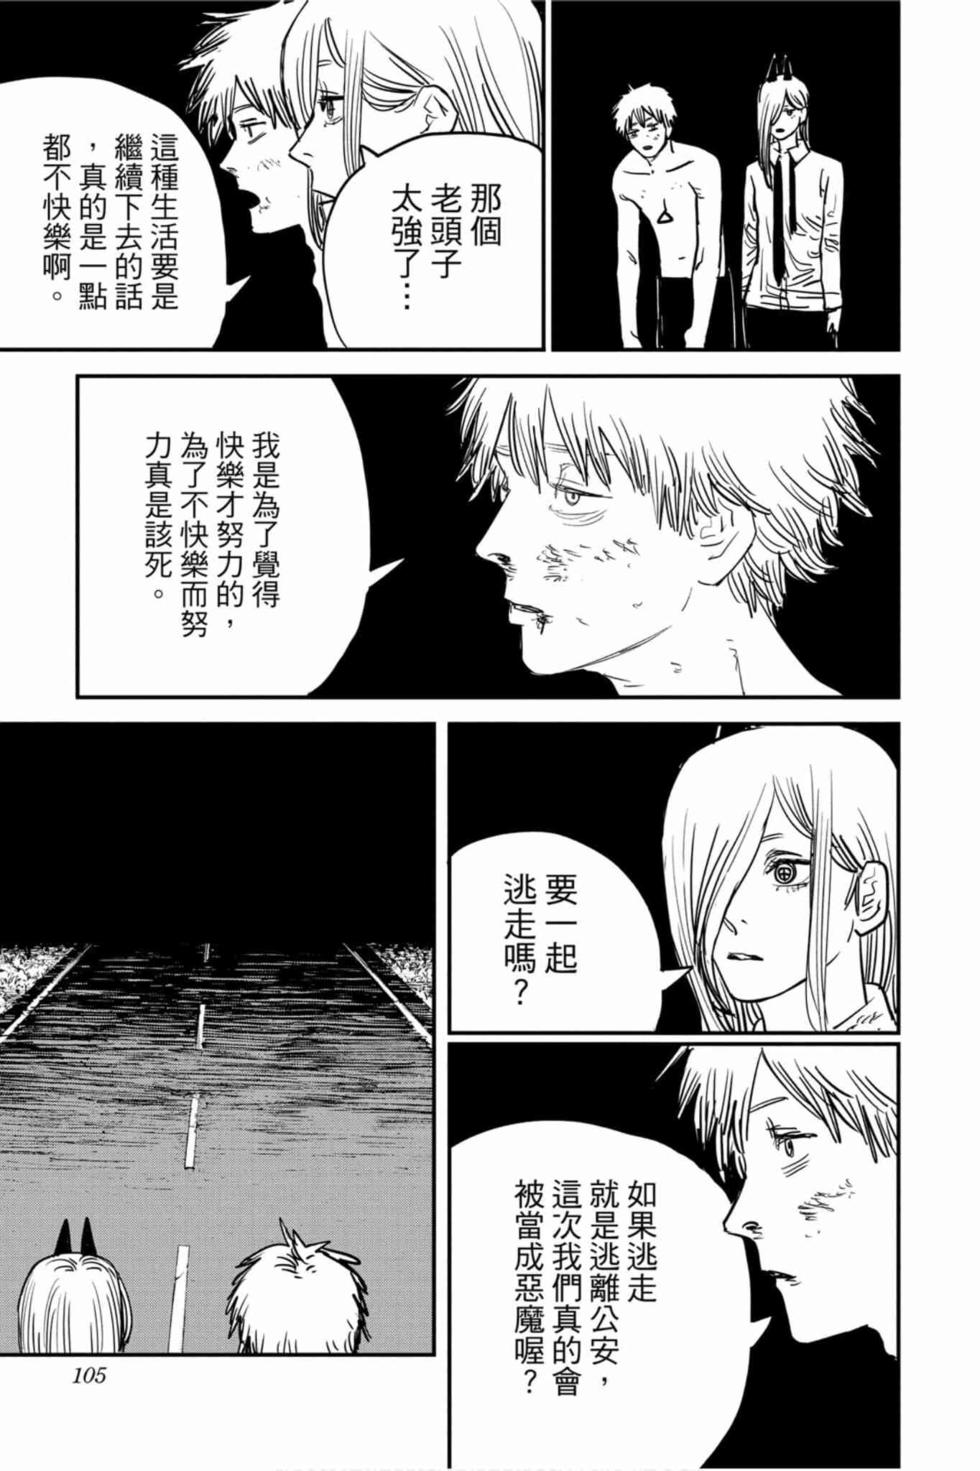 那個
老頭子
太強了…
這種生活要是
繼續下去的話
，真的是一點
都不快樂啊。
我是為了覺得
快樂才努力的，
為了不快樂而努
力真是該死。
要一起
逃走嗎？
如果逃走
就是逃離公安，
這次我們真的會
被當成惡魔喔？
105